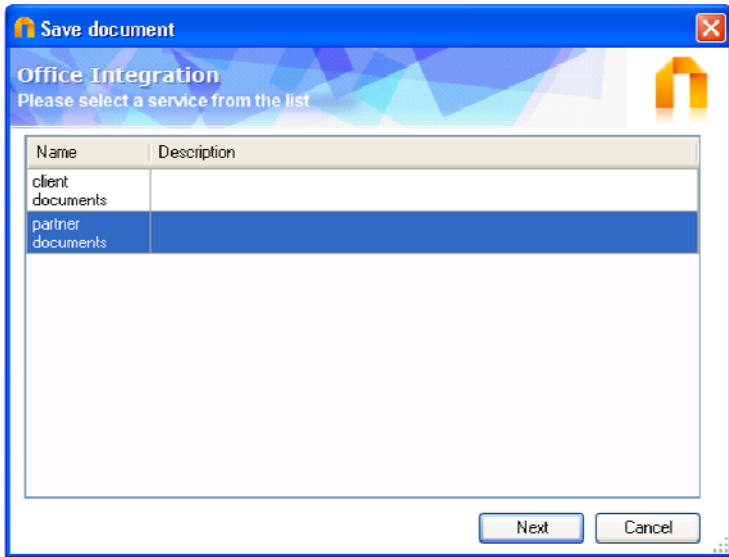 Save document
Office Integration
Please select a service from the list
Name Description
client
documents
partner
documents
Next Cancel